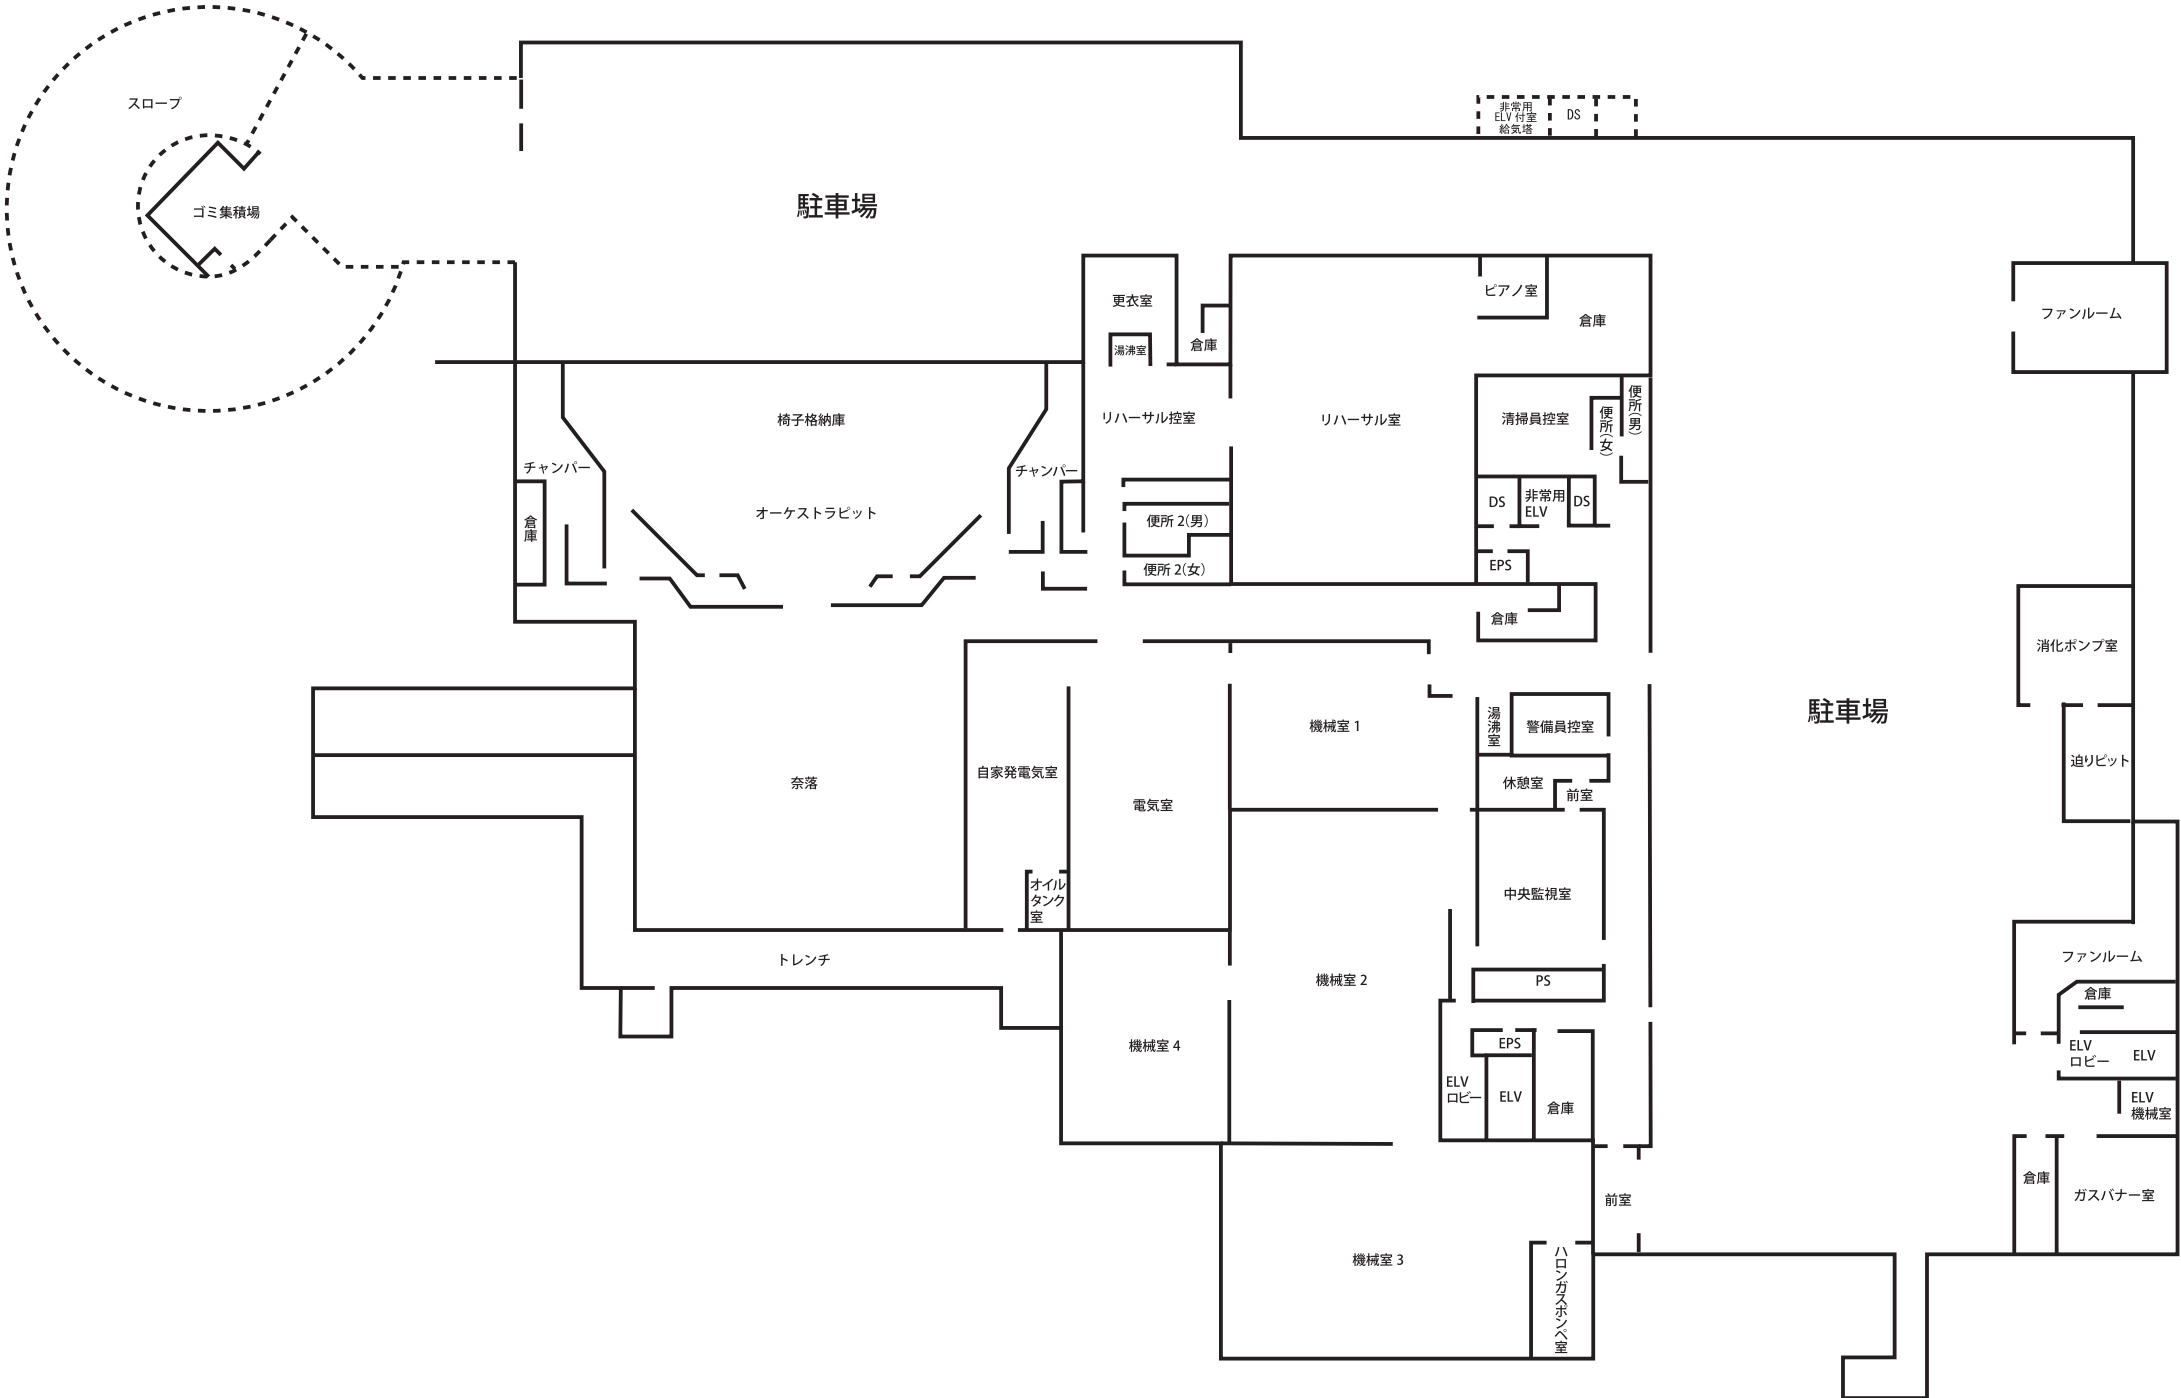 スロープ
ゴミ集積場
駐車場
非常用
ELV 付室
給気塔
DS
更衣室
湯沸室
倉庫
ピアノ室
倉庫
ファンルーム
椅子格納庫
チャンバー
チャンバー
オーケストラピット
倉庫
リハーサル控室
リハーサル室
清掃員控室
便所(女)
便所(男)
DS
非常用
ELV
DS
EPS
便所 2(男)
便所 2(女)
倉庫
消化ポンプ室
迫りピット
駐車場
機械室 1
湯沸室
警備員控室
休憩室
前室
奈落
自家発電気室
電気室
オイル
タンク
室
中央監視室
トレンチ
機械室 2
PS
ファンルーム
倉庫
ELV
ロビー
ELV
ELV
機械室
機械室 4
EPS
ELV
ロビー
ELV
倉庫
前室
倉庫
ガスバナー室
機械室 3
ハロンガスボンベ室